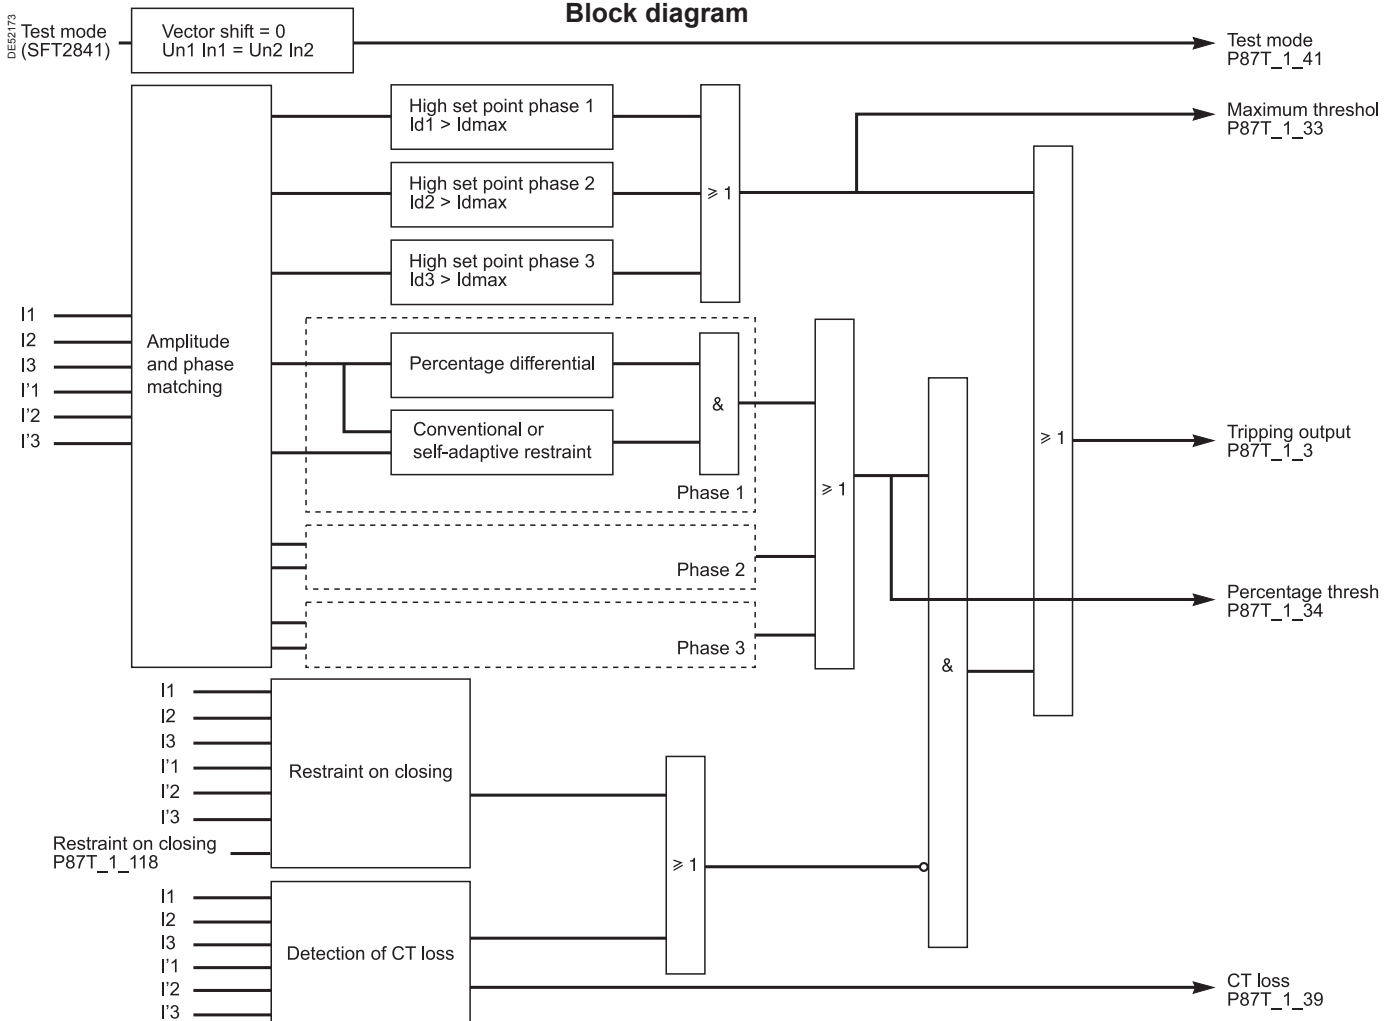 Block diagram
DE52173
Test mode
(SFT2841)
Vector shift = 0
Un1 In1 = Un2 In2
Test mode
P87T_1_41
High set point phase 1
Id1 > Idmax
Maximum threshol
P87T_1_33
High set point phase 2
Id2 > Idmax
⩾ 1
High set point phase 3
Id3 > Idmax
I1
I2
I3
I'1
I'2
I'3
Amplitude
and phase
matching
Percentage differential
Conventional or
self-adaptive restraint
&
Phase 1
⩾ 1
⩾ 1
Tripping output
P87T_1_3
Phase 2
Percentage thresh
P87T_1_34
Phase 3
&
I1
I2
I3
I'1
I'2
I'3
Restraint on closing
Restraint on closing
P87T_1_118
⩾ 1
I1
I2
I3
I'1
I'2
I'3
Detection of CT loss
CT loss
P87T_1_39